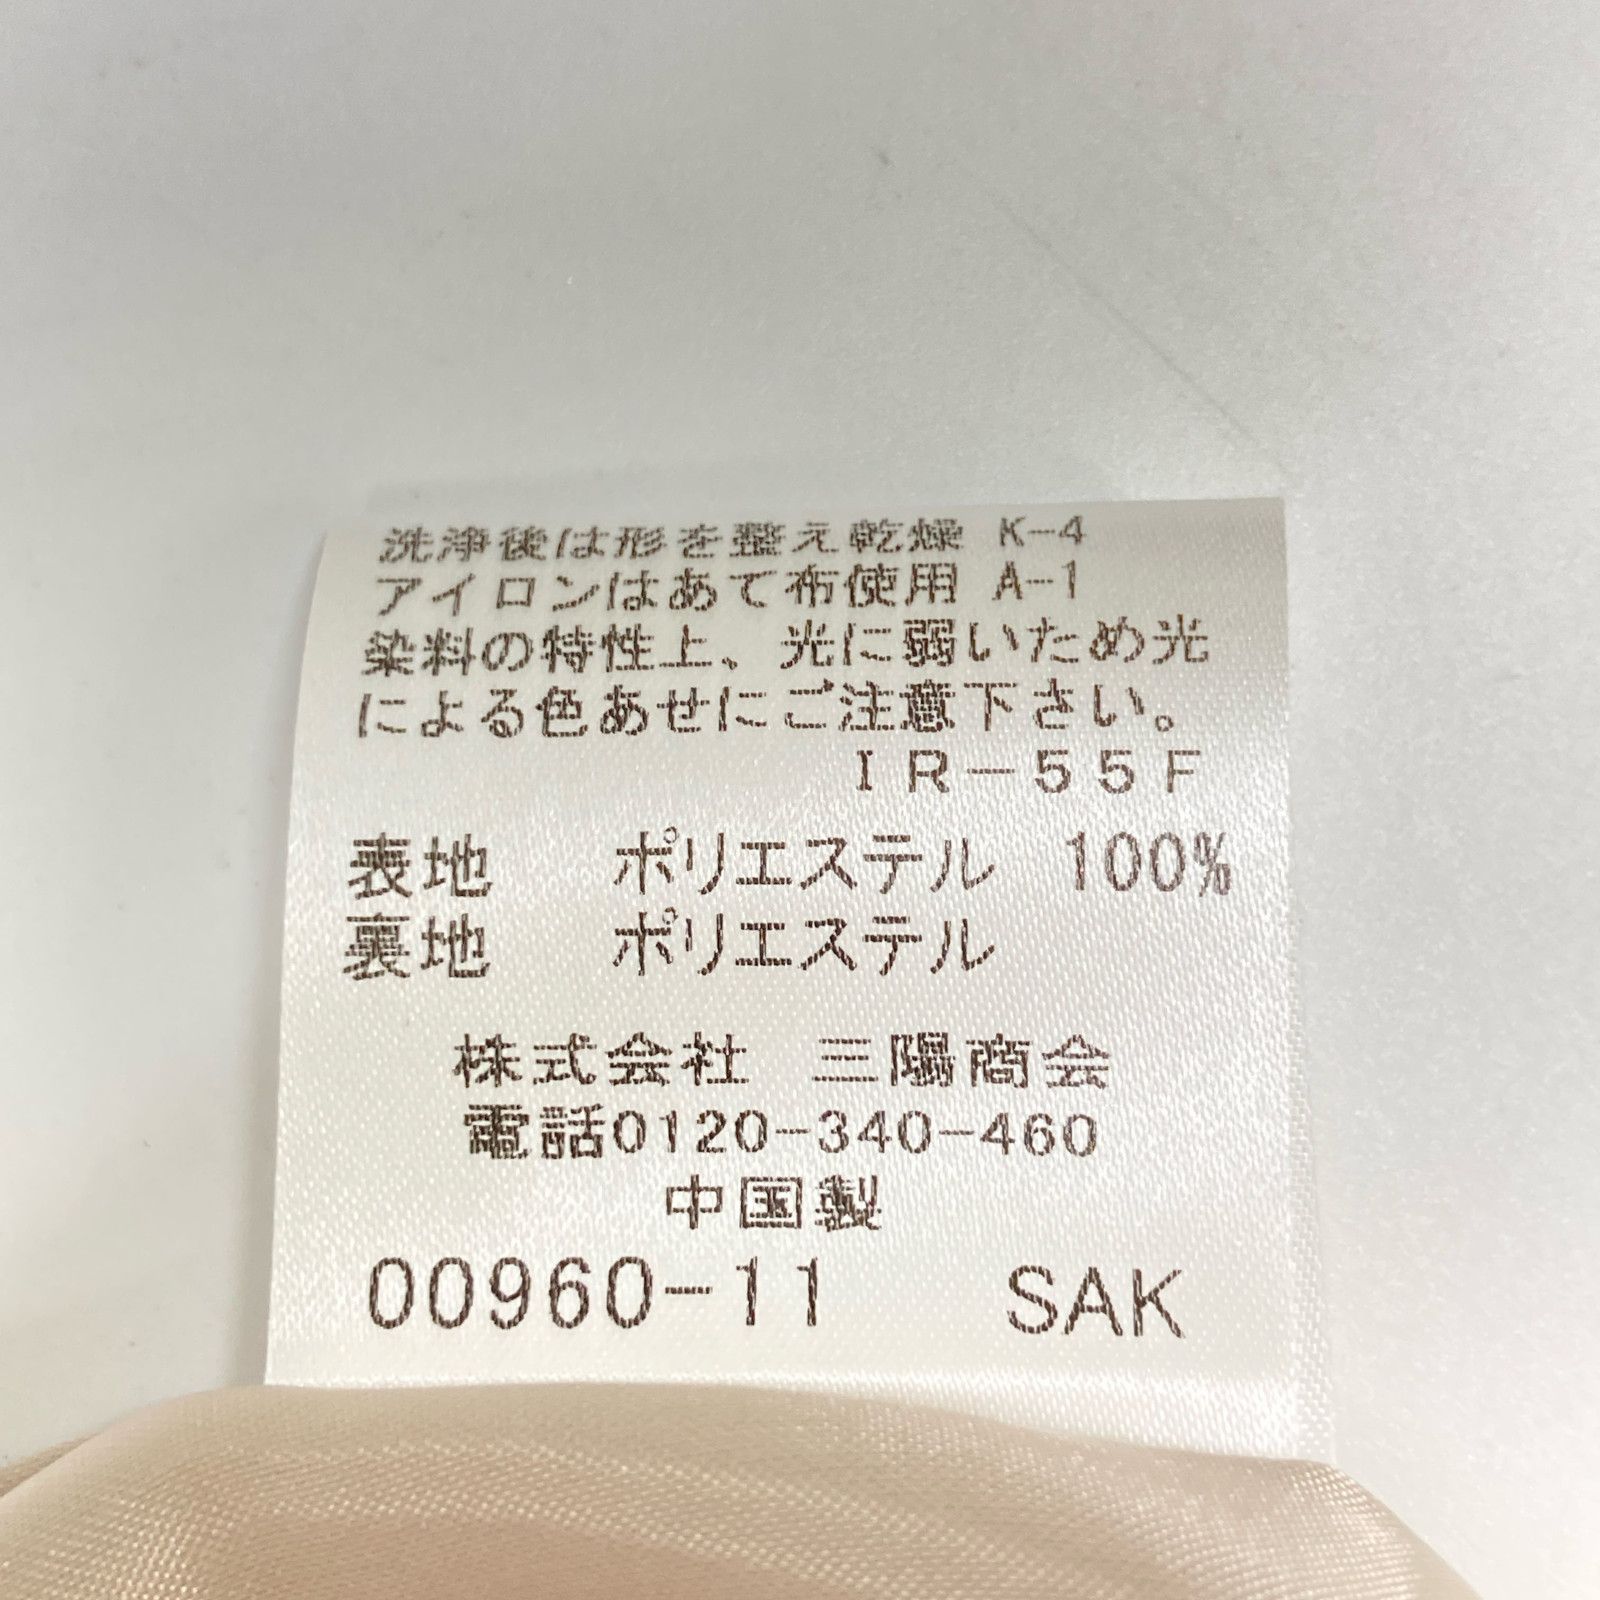 洗浄後は形を整え乾燥 K-4
アイロンはあて布使用 A-1
染料の特性上、光に弱いため光
による色あせにご注意下さい。
IR-55F
表地 ポリエステル 100%
裏地 ポリエステル
株式会社 三陽商会
電話0120-340-460
中国製
00960-11 SAK